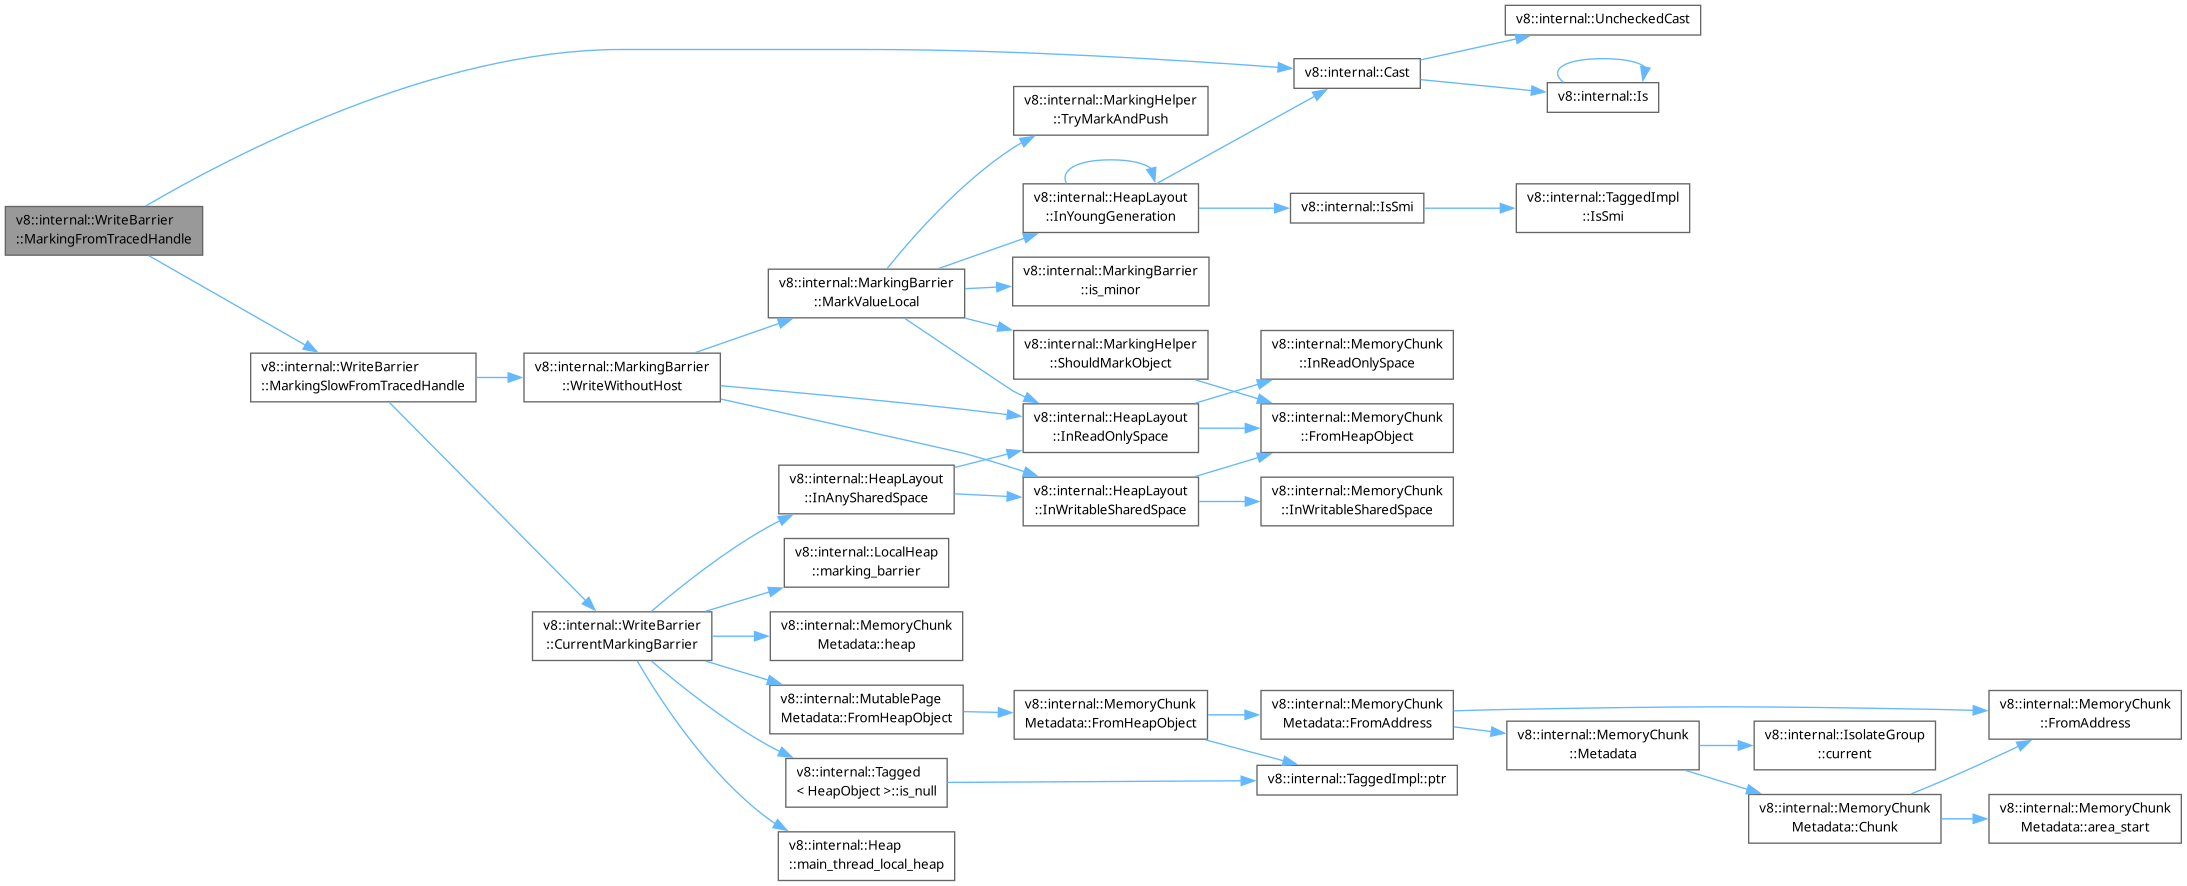 v8::internal::WriteBarrier
::MarkingFromTracedHandle
v8::internal::WriteBarrier
::MarkingSlowFromTracedHandle
v8::internal::MarkingBarrier
::WriteWithoutHost
v8::internal::WriteBarrier
::CurrentMarkingBarrier
v8::internal::MarkingBarrier
::MarkValueLocal
v8::internal::HeapLayout
::InAnySharedSpace
v8::internal::LocalHeap
::marking_barrier
v8::internal::MemoryChunk
Metadata::heap
v8::internal::MutablePage
Metadata::FromHeapObject
v8::internal::Tagged
< HeapObject >::is_null
v8::internal::Heap
::main_thread_local_heap
v8::internal::MarkingHelper
::TryMarkAndPush
v8::internal::HeapLayout
::InYoungGeneration
v8::internal::MarkingBarrier
::is_minor
v8::internal::MarkingHelper
::ShouldMarkObject
v8::internal::HeapLayout
::InReadOnlySpace
v8::internal::HeapLayout
::InWritableSharedSpace
v8::internal::MemoryChunk
Metadata::FromHeapObject
v8::internal::Cast
v8::internal::IsSmi
v8::internal::MemoryChunk
::InReadOnlySpace
v8::internal::MemoryChunk
::FromHeapObject
v8::internal::MemoryChunk
::InWritableSharedSpace
v8::internal::MemoryChunk
Metadata::FromAddress
v8::internal::TaggedImpl::ptr
v8::internal::UncheckedCast
v8::internal::Is
v8::internal::TaggedImpl
::IsSmi
v8::internal::MemoryChunk
::Metadata
v8::internal::IsolateGroup
::current
v8::internal::MemoryChunk
Metadata::Chunk
v8::internal::MemoryChunk
::FromAddress
v8::internal::MemoryChunk
Metadata::area_start